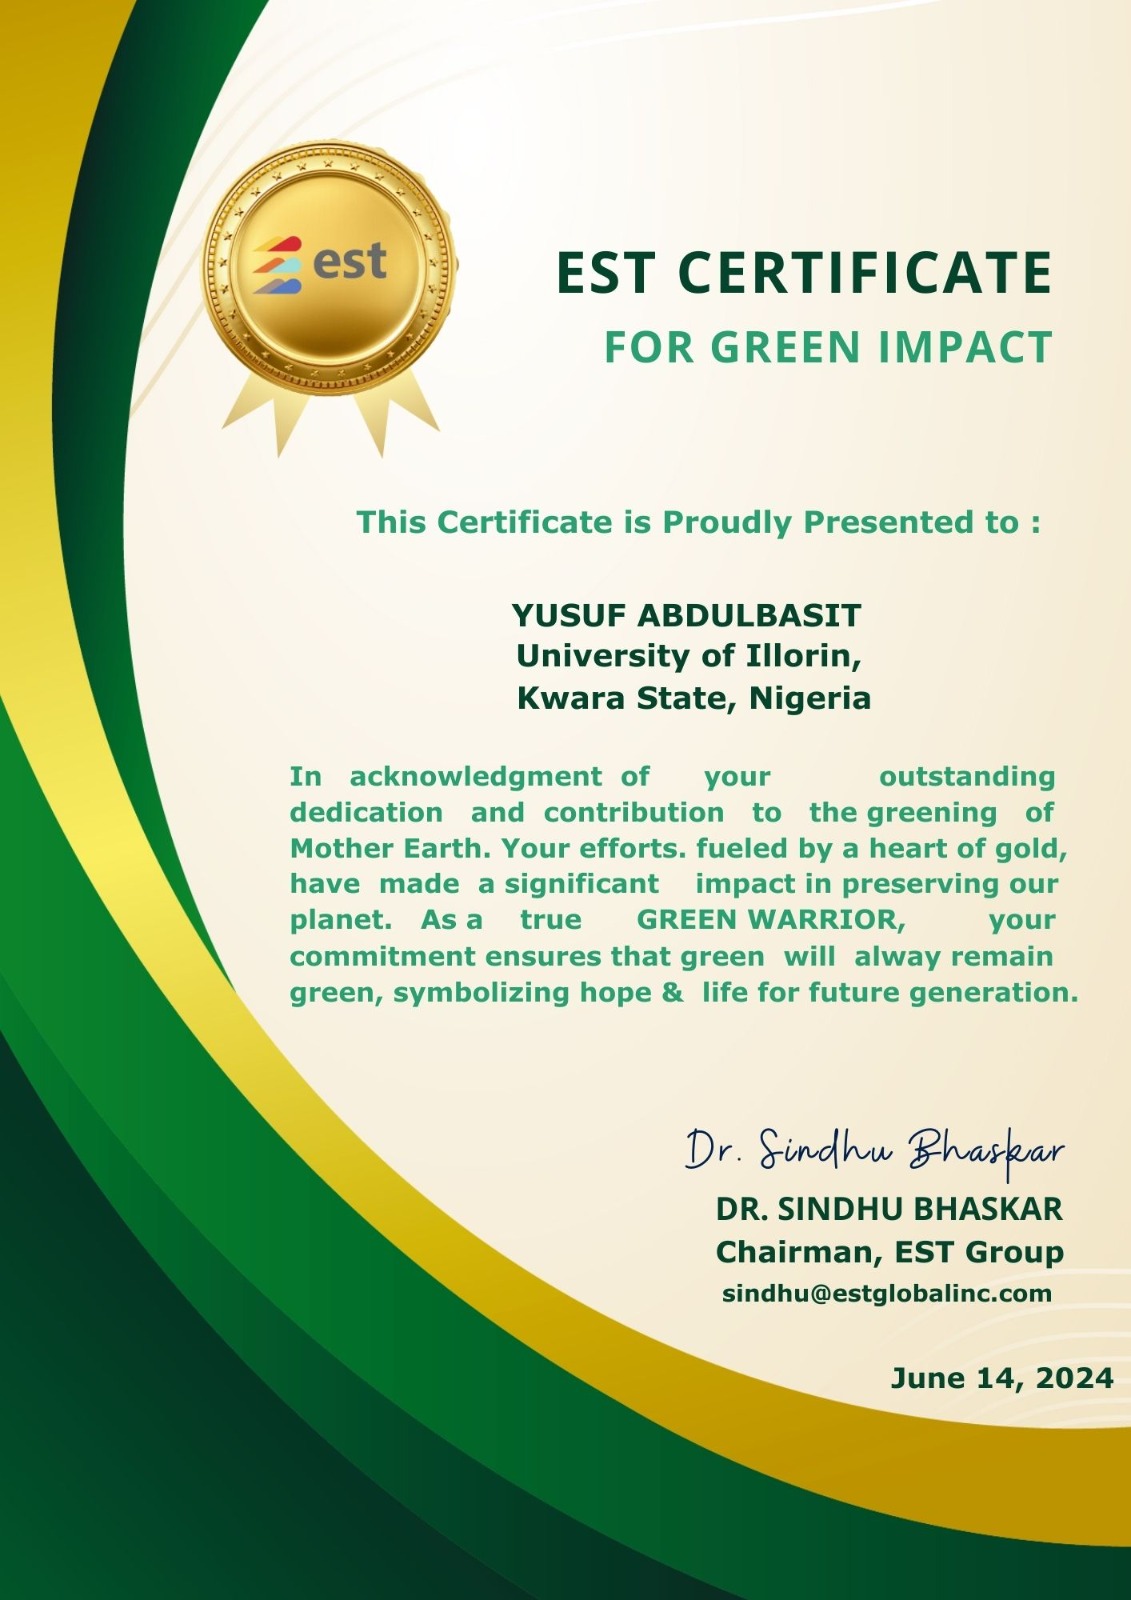 est
EST CERTIFICATE
FOR GREEN IMPACT
This Certificate is Proudly Presented to :
YUSUF ABDULBASIT
University of Illorin,
Kwara State, Nigeria
In acknowledgment of your outstanding
dedication and contribution to the greening of
Mother Earth. Your efforts. fueled by a heart of gold,
have made a significant impact in preserving our
planet. As a true GREEN WARRIOR, your
commitment ensures that green will alway remain
green, symbolizing hope & life for future generation.
Dr. Sindhu Bhaskar
DR. SINDHU BHASKAR
Chairman, EST Group
sindhu@estglobalinc.com
June 14, 2024